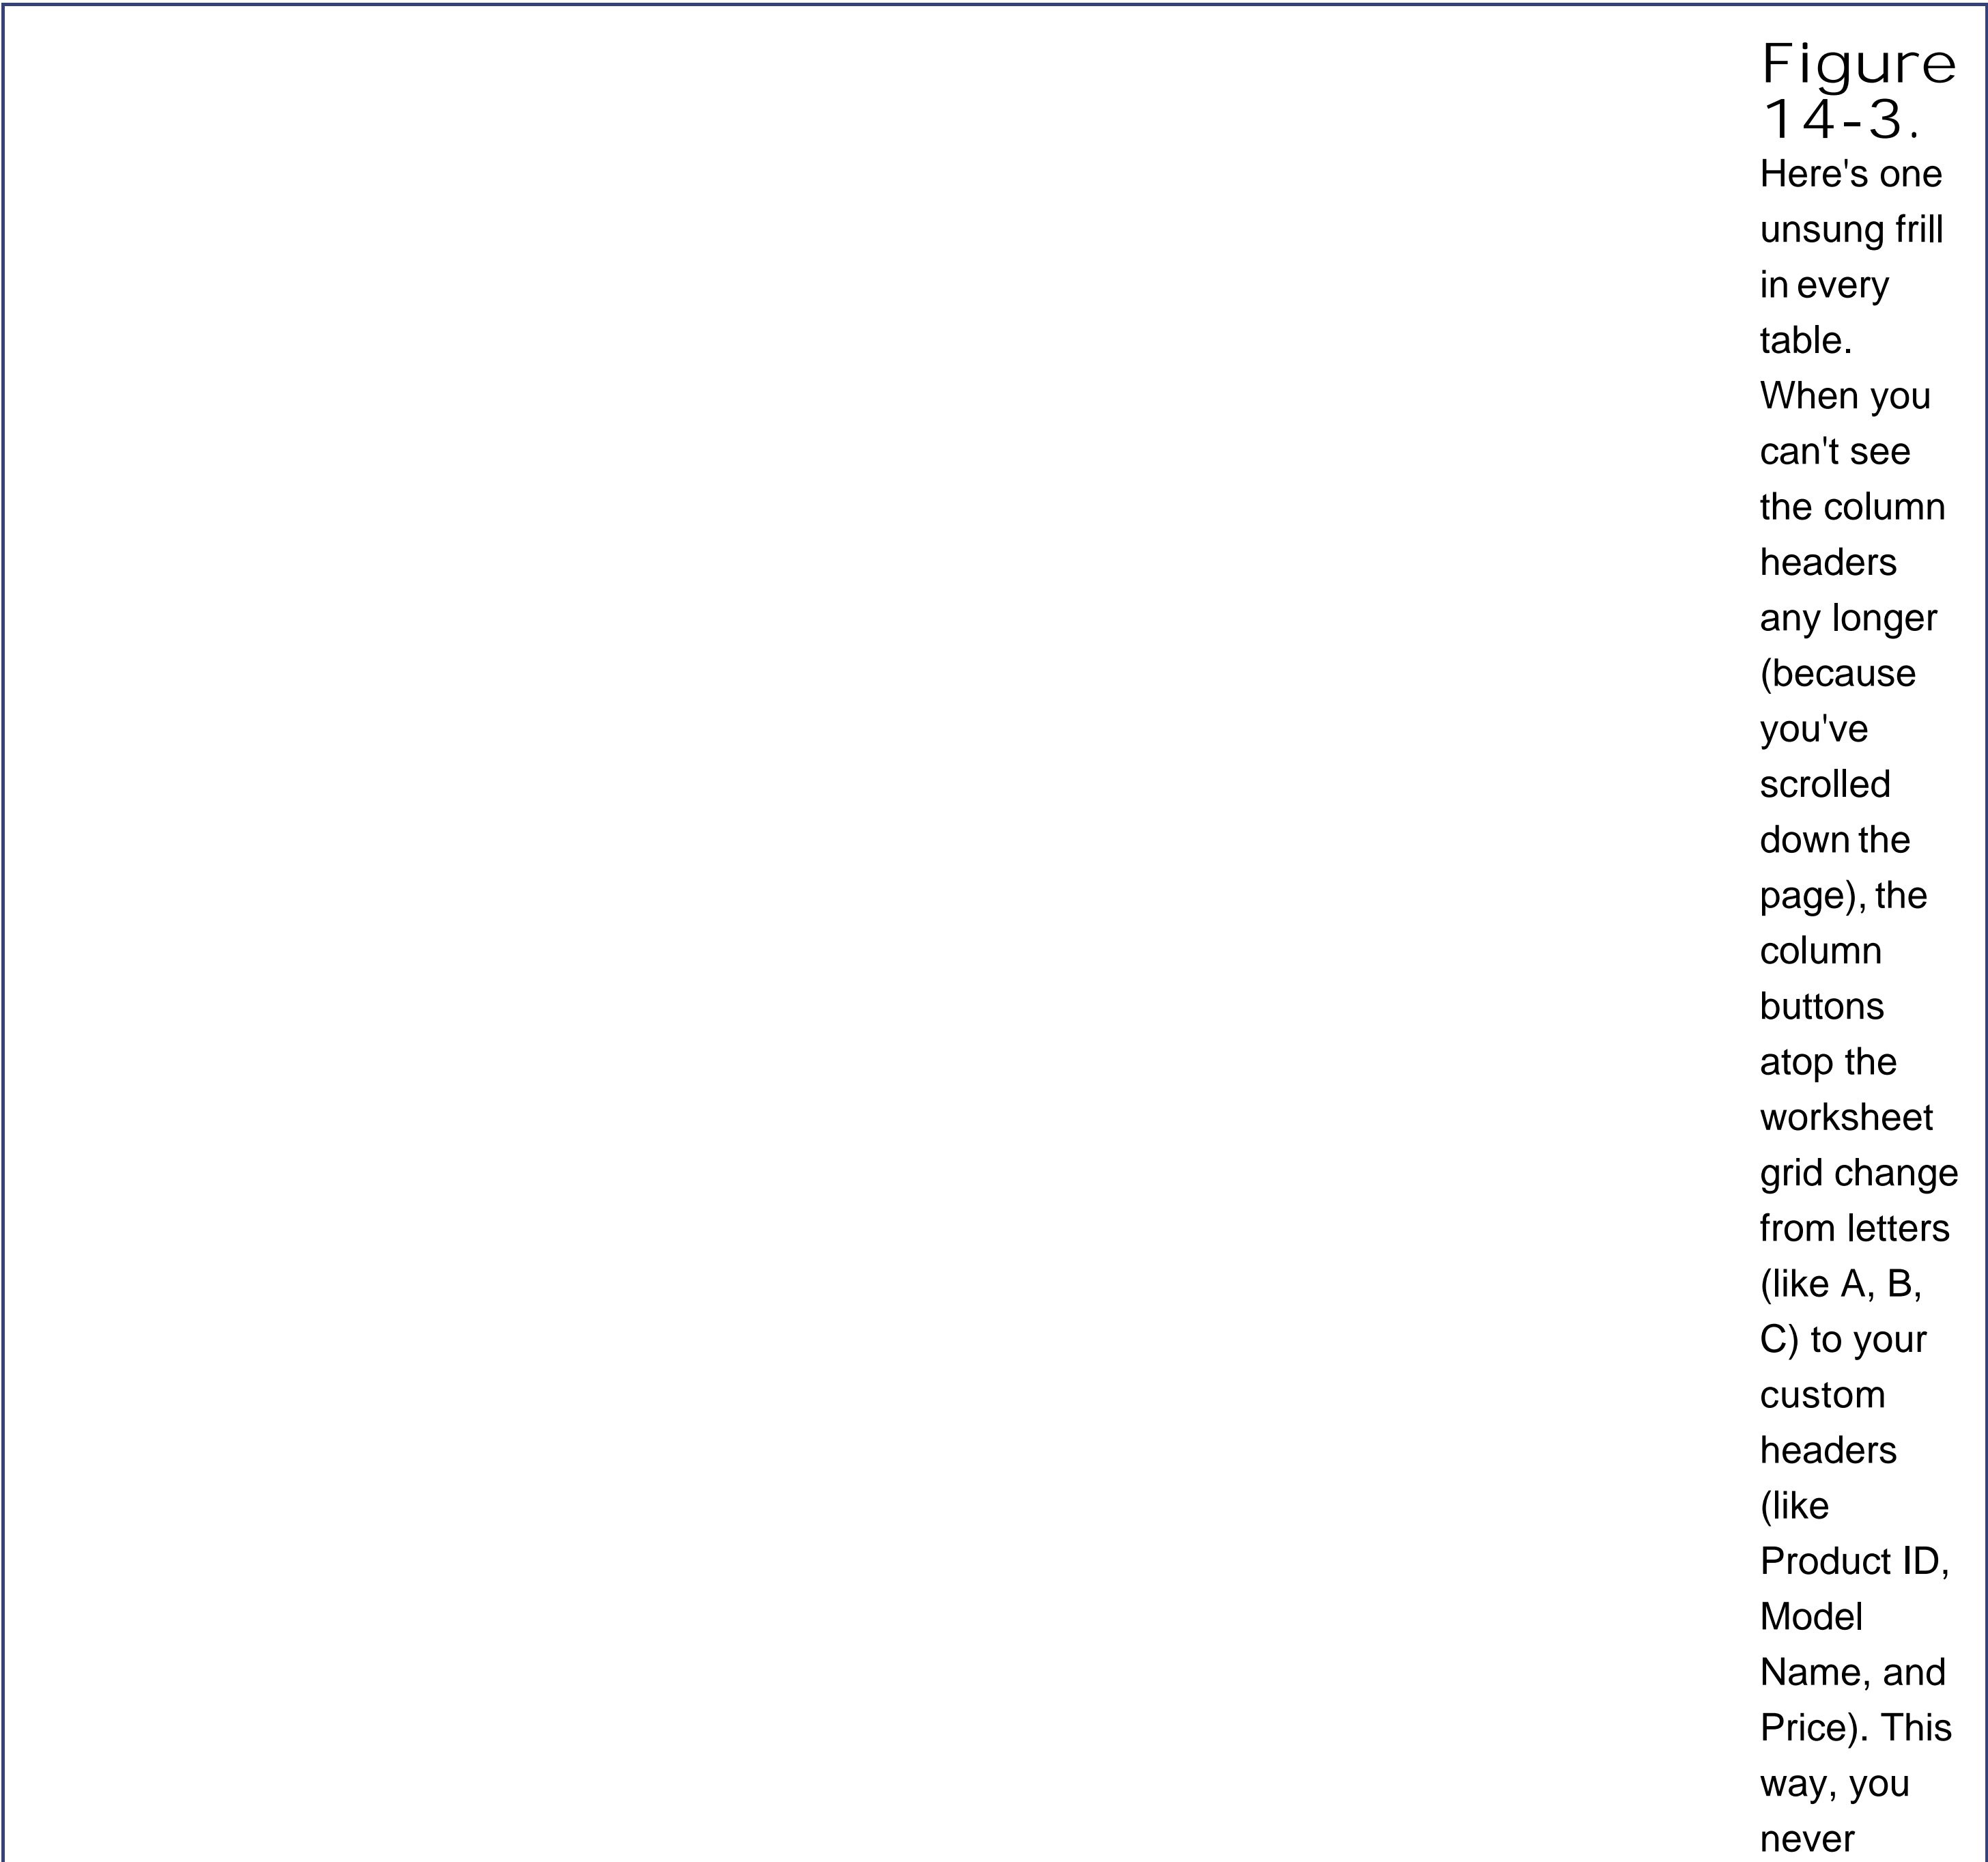 Figure
14-3.
Here's one
unsung frill
in every
table.
When you
can't see
the column
headers
any longer
(because
you've
scrolled
down the
page), the
column
buttons
atop the
worksheet
grid change
from letters
(like A, B,
C) to your
custom
headers
(like
Product ID,
Model
Name, and
Price). This
way, you
never